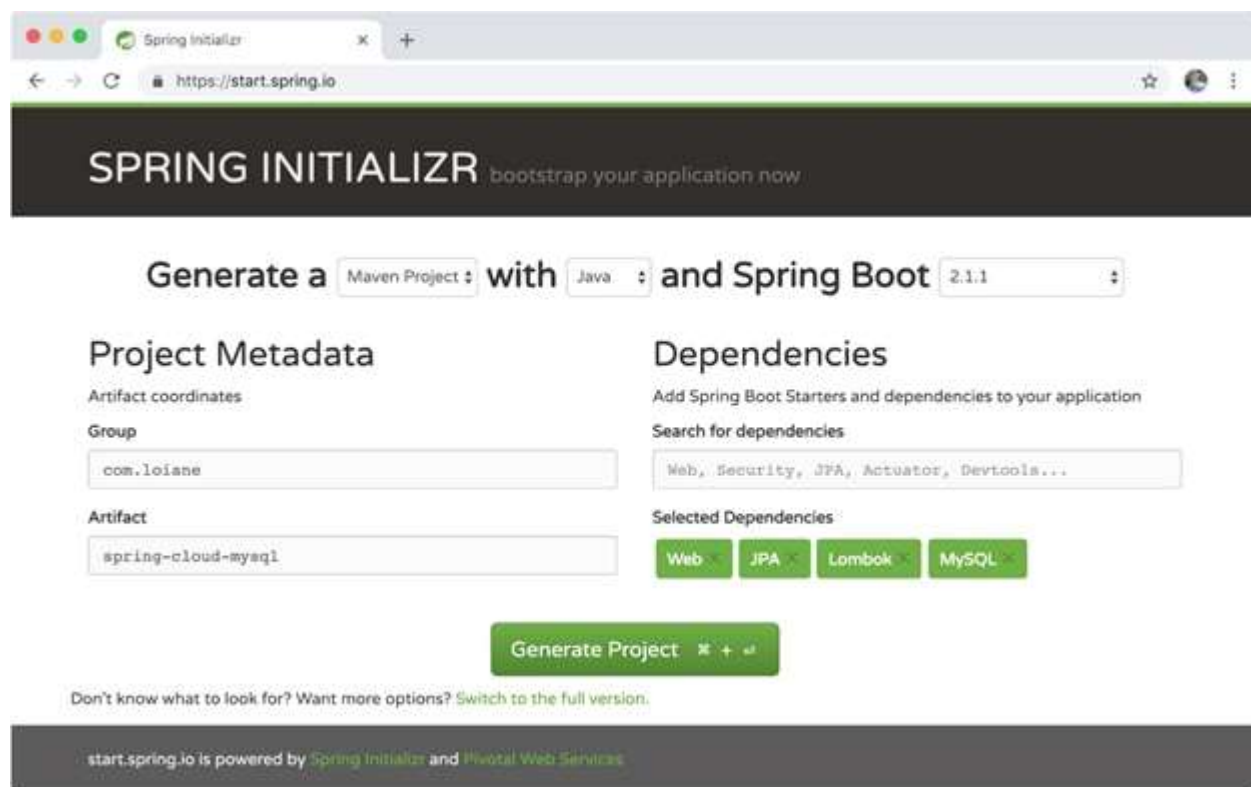 Spring Initializr
https://start.spring.io
SPRING INITIALIZR bootstrap your application now
Generate a Maven Project with Java and Spring Boot 2.1.1
Project Metadata
Artifact coordinates
Group
com.loiane
Artifact
spring-cloud-mysql
Dependencies
Add Spring Boot Starters and dependencies to your application
Search for dependencies
Web, Security, JPA, Actuator, Devtools...
Selected Dependencies
Web × JPA × Lombok × MySQL ×
Generate Project ⌘ + ⏎
Don't know what to look for? Want more options? Switch to the full version.
start.spring.io is powered by Spring Initializr and Pivotal Web Services